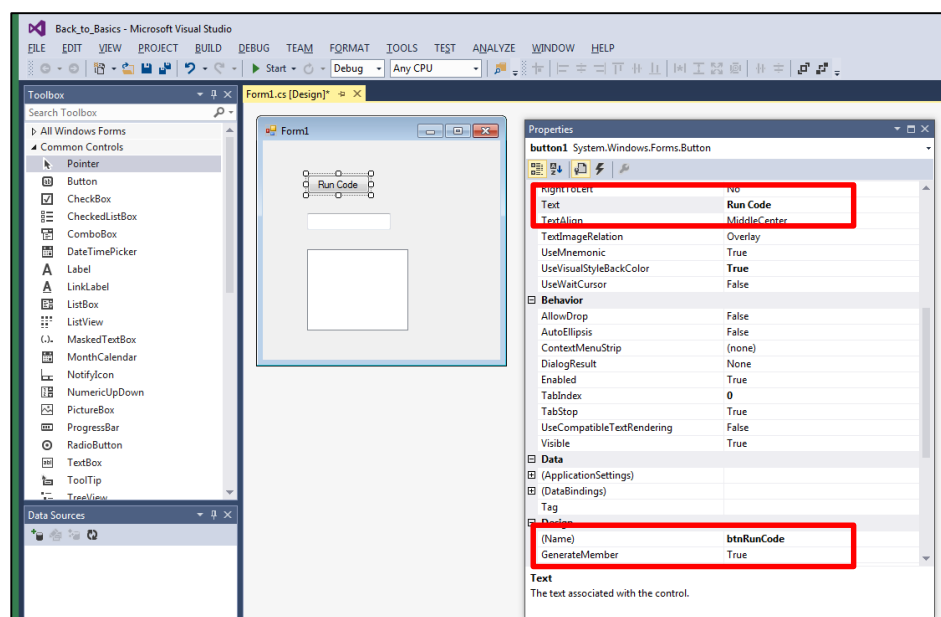 Back_to_Basics - Microsoft Visual Studio
FILE EDIT VIEW PROJECT BUILD DEBUG TEAM FORMAT TOOLS TEST ANALYZE WINDOW HELP
Start Debug Any CPU
Toolbox
Search Toolbox
All Windows Forms
Common Controls
Pointer
Button
CheckBox
CheckedListBox
ComboBox
DateTimePicker
Label
LinkLabel
ListBox
ListView
MaskedTextBox
MonthCalendar
NotifyIcon
NumericUpDown
PictureBox
ProgressBar
RadioButton
TextBox
ToolTip
TreeView
Data Sources
Form1.cs [Design]*
Form1
Run Code
Properties
button1 System.Windows.Forms.Button
RightToLeft No
Text Run Code
TextAlign MiddleCenter
TextImageRelation Overlay
UseMnemonic True
UseVisualStyleBackColor True
UseWaitCursor False
Behavior
AllowDrop False
AutoEllipsis False
ContextMenuStrip (none)
DialogResult None
Enabled True
TabIndex 0
TabStop True
UseCompatibleTextRendering False
Visible True
Data
(ApplicationSettings)
(DataBindings)
Tag
Design
(Name) btnRunCode
GenerateMember True
Text
The text associated with the control.